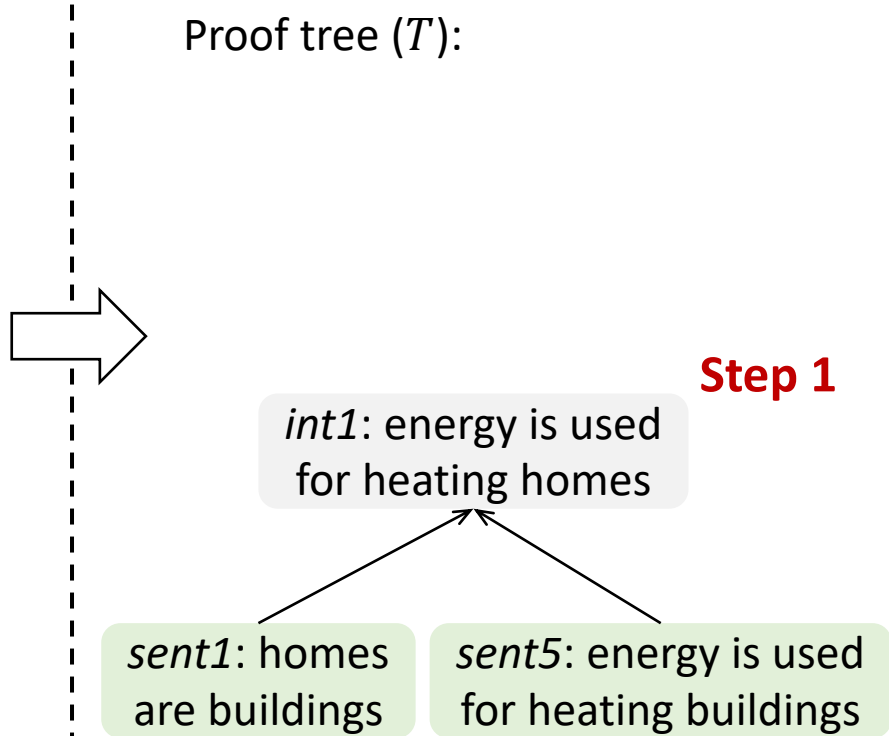 Proof tree (T):
Step 1
int1: energy is used
for heating homes
sent1: homes
are buildings
sent5: energy is used
for heating buildings